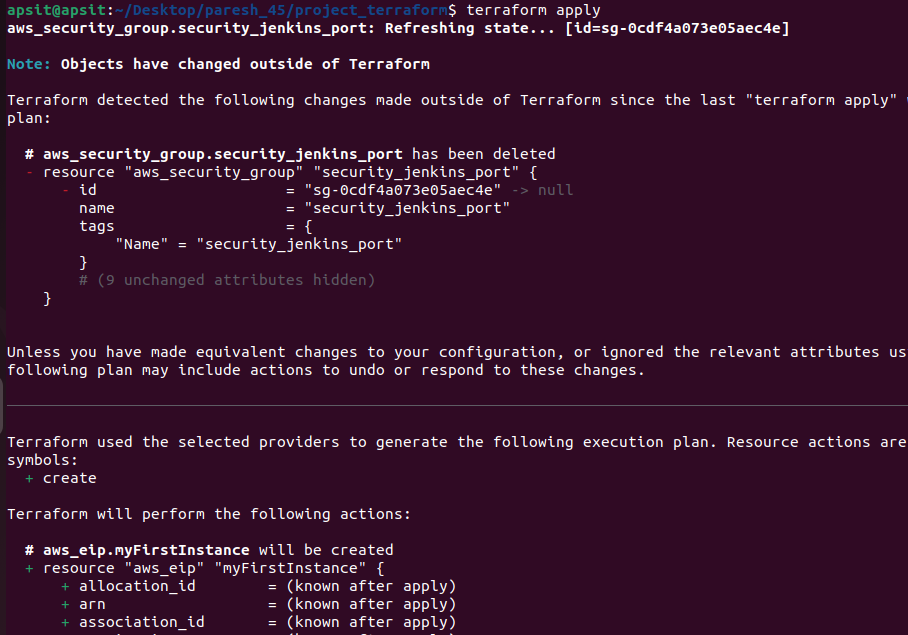 apsit@apsit:~/Desktop/paresh_45/project_terraform$ terraform apply
aws_security_group.security_jenkins_port: Refreshing state... [id=sg-0cdf4a073e05aec4e]
Note: Objects have changed outside of Terraform
Terraform detected the following changes made outside of Terraform since the last "terraform apply"
plan:
# aws_security_group.security_jenkins_port has been deleted
- resource "aws_security_group" "security_jenkins_port" {
- id = "sg-0cdf4a073e05aec4e" -> null
name = "security_jenkins_port"
tags = {
"Name" = "security_jenkins_port"
}
# (9 unchanged attributes hidden)
}
Unless you have made equivalent changes to your configuration, or ignored the relevant attributes us
following plan may include actions to undo or respond to these changes.
Terraform used the selected providers to generate the following execution plan. Resource actions are
symbols:
+ create
Terraform will perform the following actions:
# aws_eip.myFirstInstance will be created
+ resource "aws_eip" "myFirstInstance" {
+ allocation_id = (known after apply)
+ arn = (known after apply)
+ association_id = (known after apply)